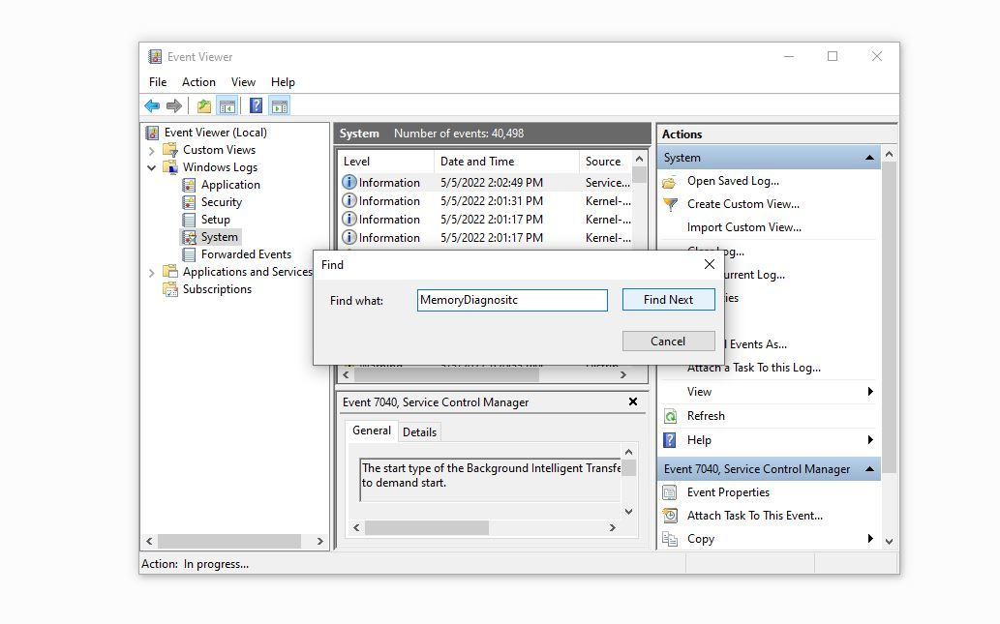 Event Viewer
File Action View Help
Event Viewer (Local)
Custom Views
Windows Logs
Application
Security
Setup
System
Forwarded Events
Applications and Services
Subscriptions
System Number of events: 40,498
Level Date and Time Source
Information 5/5/2022 2:02:49 PM Service...
Information 5/5/2022 2:01:31 PM Kernel-...
Information 5/5/2022 2:01:17 PM Kernel-...
Information 5/5/2022 2:01:17 PM Kernel-...
Find
Find what: MemoryDiagnositc Find Next
Cancel
Event 7040, Service Control Manager
General Details
The start type of the Background Intelligent Transfe
to demand start.
Actions
System
Open Saved Log...
Create Custom View...
Import Custom View...
Log...
urrent Log...
ies
Events As...
Attach a Task To this Log...
View
Refresh
Help
Event 7040, Service Control Manager
Event Properties
Attach Task To This Event...
Copy
Action: In progress...